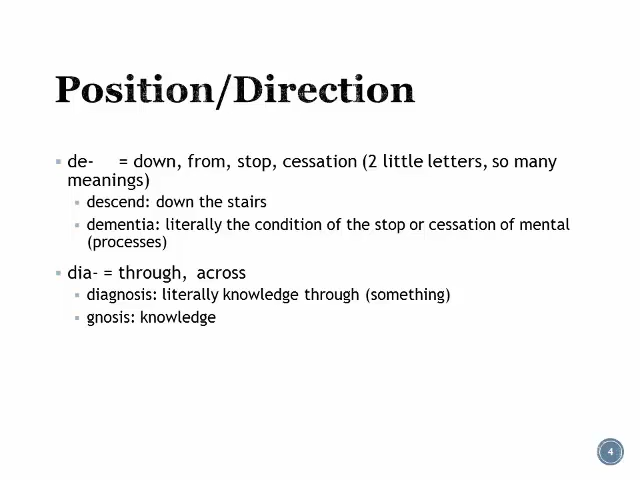 Position/Direction
▪ de- = down, from, stop, cessation (2 little letters, so many
meanings)
▪ descend: down the stairs
▪ dementia: literally the condition of the stop or cessation of mental
(processes)
▪ dia- = through, across
▪ diagnosis: literally knowledge through (something)
▪ gnosis: knowledge
4